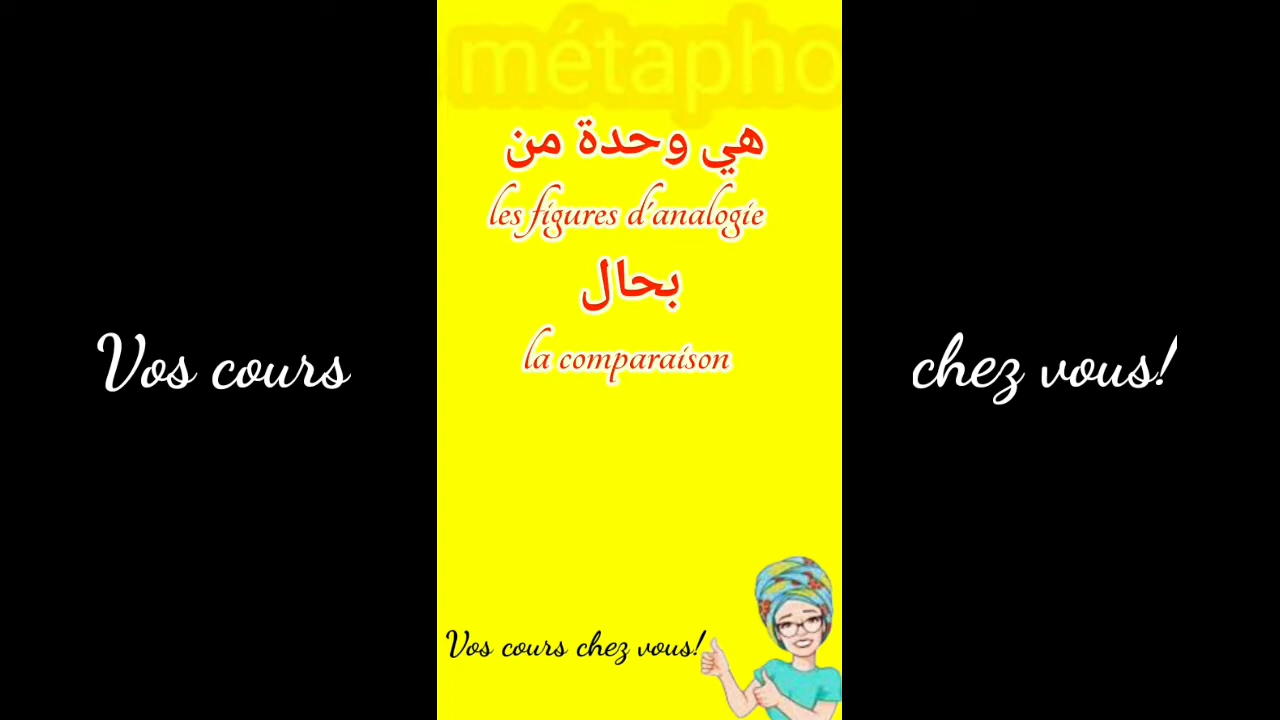 métapho
هي وحدة من
les figures d'analogie
بحال
la comparaison
Vos cours
chez vous!
Vos cours chez vous!